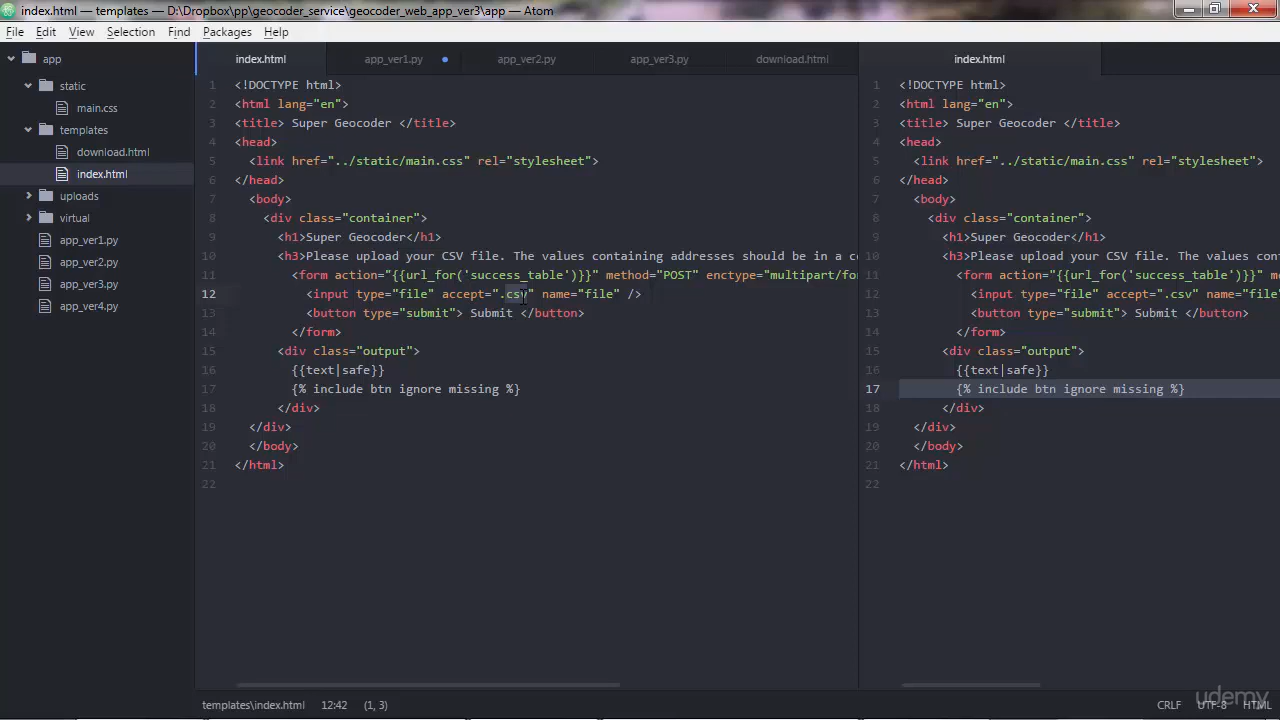 index.html — templates — D:\Dropbox\pp\geocoder_service\geocoder_web_app_ver3\app — Atom
File Edit View Selection Find Packages Help
app
static
main.css
templates
download.html
index.html
uploads
virtual
app_ver1.py
app_ver2.py
app_ver3.py
app_ver4.py
index.html app_ver1.py app_ver2.py app_ver3.py download.html
1 <!DOCTYPE html>
2 <html lang="en">
3 <title> Super Geocoder </title>
4 <head>
5 <link href="../static/main.css" rel="stylesheet">
6 </head>
7 <body>
8 <div class="container">
9 <h1>Super Geocoder</h1>
10 <h3>Please upload your CSV file. The values containing addresses should be in a co
11 <form action="{{url_for('success_table')}}" method="POST" enctype="multipart/for
12 <input type="file" accept=".csv" name="file" />
13 <button type="submit"> Submit </button>
14 </form>
15 <div class="output">
16 {{text|safe}}
17 {% include btn ignore missing %}
18 </div>
19 </div>
20 </body>
21 </html>
22
index.html
1 <!DOCTYPE html>
2 <html lang="en">
3 <title> Super Geocoder </title>
4 <head>
5 <link href="../static/main.css" rel="stylesheet">
6 </head>
7 <body>
8 <div class="container">
9 <h1>Super Geocoder</h1>
10 <h3>Please upload your CSV file. The values cont
11 <form action="{{url_for('success_table')}}" met
12 <input type="file" accept=".csv" name="file"
13 <button type="submit"> Submit </button>
14 </form>
15 <div class="output">
16 {{text|safe}}
17 {% include btn ignore missing %}
18 </div>
19 </div>
20 </body>
21 </html>
22
templates\index.html 12:42 (1, 3) CRLF UTF-8 HTML
udemy